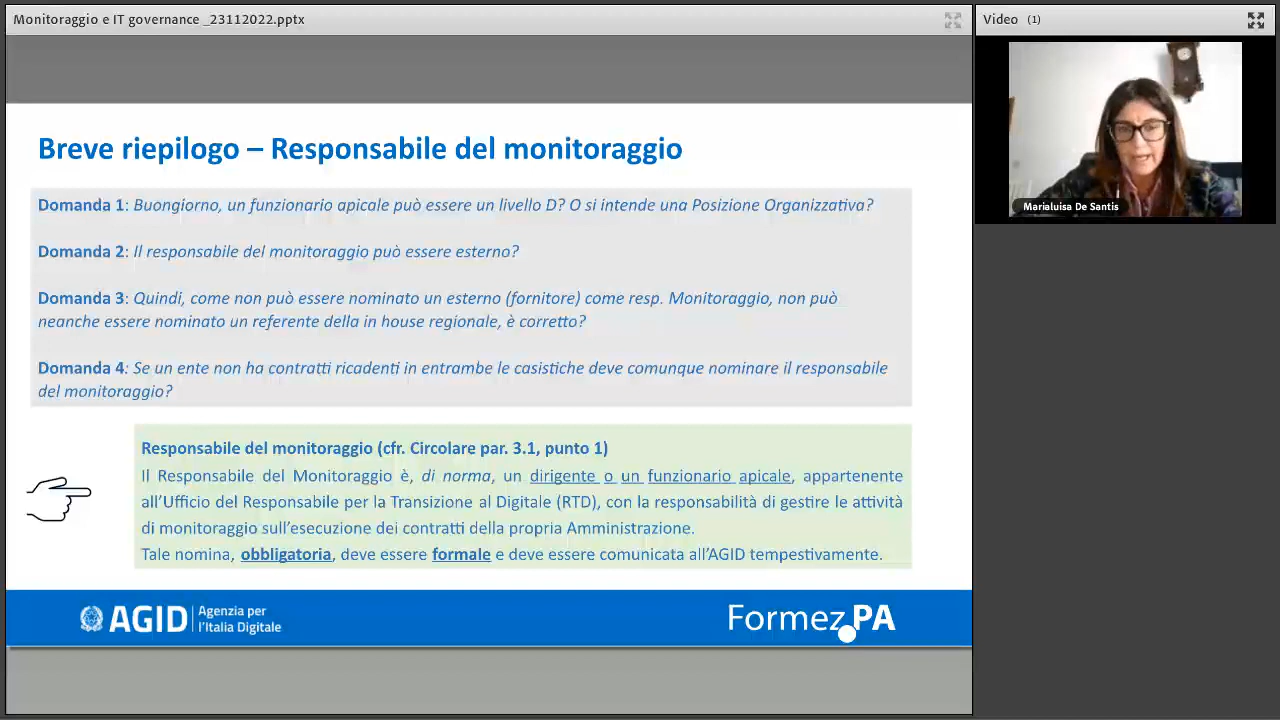 Monitoraggio e IT governance _23112022.pptx
Video (1)
Marialuisa De Santis
Breve riepilogo – Responsabile del monitoraggio
Domanda 1: Buongiorno, un funzionario apicale può essere un livello D? O si intende una Posizione Organizzativa?
Domanda 2: Il responsabile del monitoraggio può essere esterno?
Domanda 3: Quindi, come non può essere nominato un esterno (fornitore) come resp. Monitoraggio, non può
neanche essere nominato un referente della in house regionale, è corretto?
Domanda 4: Se un ente non ha contratti ricadenti in entrambe le casistiche deve comunque nominare il responsabile
del monitoraggio?
Responsabile del monitoraggio (cfr. Circolare par. 3.1, punto 1)
Il Responsabile del Monitoraggio è, di norma, un dirigente o un funzionario apicale, appartenente
all'Ufficio del Responsabile per la Transizione al Digitale (RTD), con la responsabilità di gestire le attività
di monitoraggio sull'esecuzione dei contratti della propria Amministrazione.
Tale nomina, obbligatoria, deve essere formale e deve essere comunicata all'AGID tempestivamente.
AGID
Agenzia per
l'Italia Digitale
Formez PA